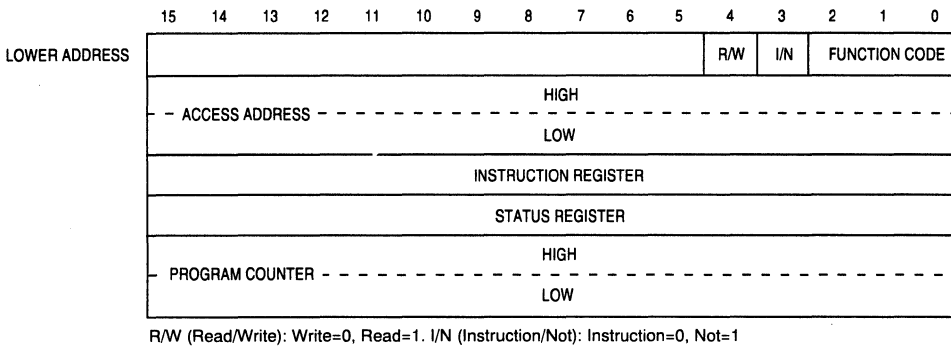 15 14 13 12 11 10 9 8 7 6 5 4 3 2 1 0
LOWER ADDRESS R/W I/N FUNCTION CODE
HIGH
ACCESS ADDRESS
LOW
INSTRUCTION REGISTER
STATUS REGISTER
HIGH
PROGRAM COUNTER
LOW
R/W (Read/Write): Write=0, Read=1. I/N (Instruction/Not): Instruction=0, Not=1